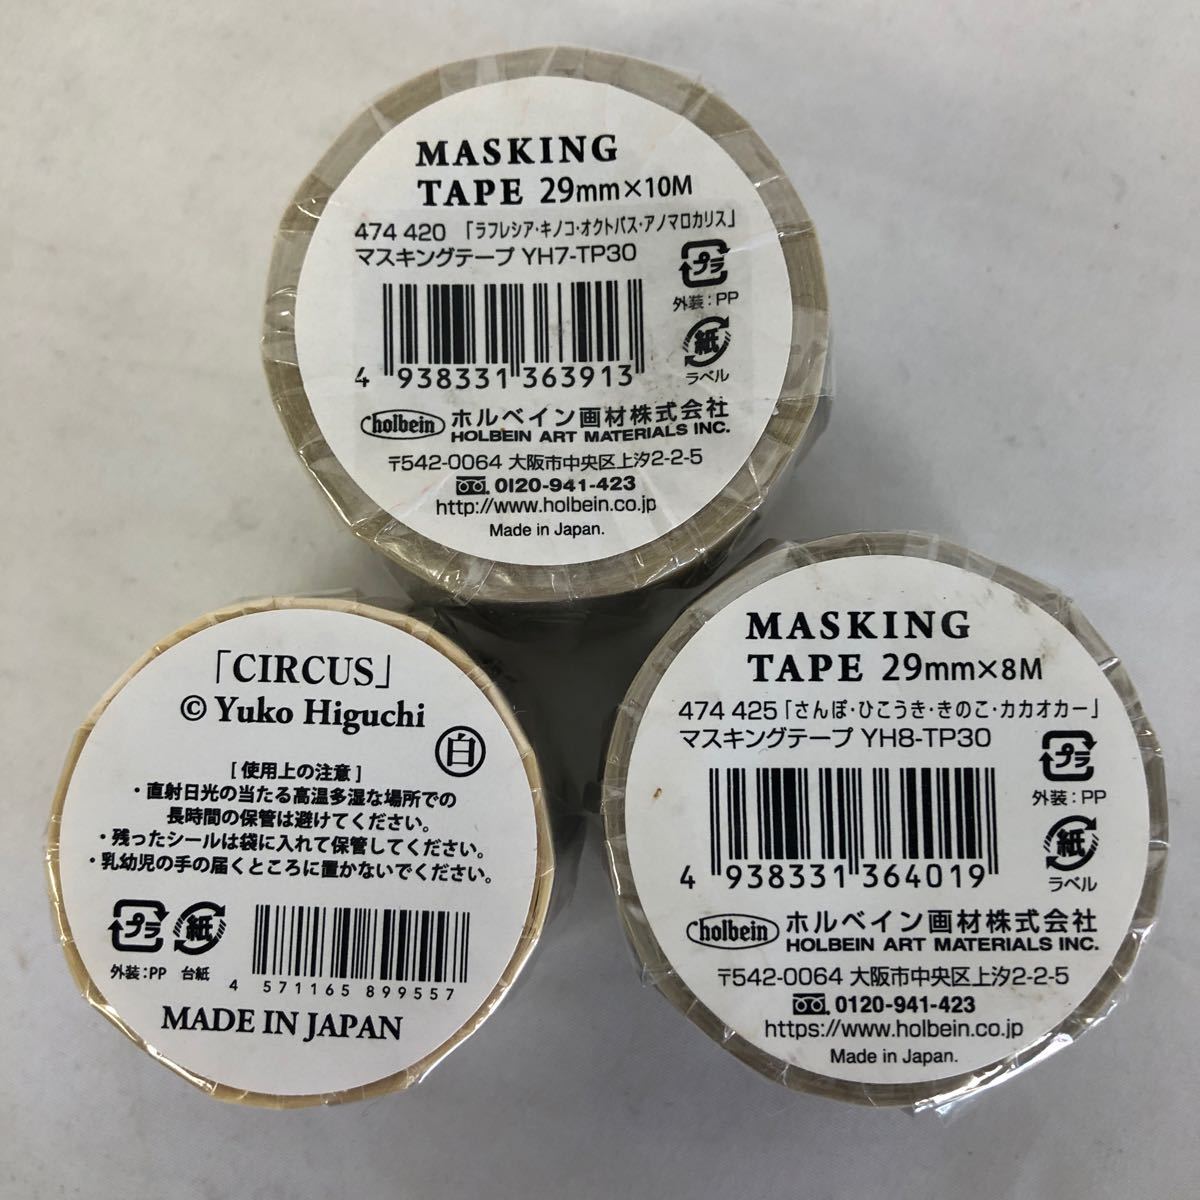 MASKING
TAPE 29mm×10M
474 420 「ラフレシア・キノコ・オクトパス・アノマロカリス」
マスキングテープ YH7-TP30
プラ
外装：PP
紙
ラベル
4 938331 363913
holbein ホルベイン画材株式会社
HOLBEIN ART MATERIALS INC.
〒542-0064 大阪市中央区上汐2-2-5
0120-941-423
http://www.holbein.co.jp
Made in Japan.
「CIRCUS」
© Yuko Higuchi
白
[ 使用上の注意 ]
・直射日光の当たる高温多湿な場所での
長時間の保管は避けてください。
・残ったシールは袋に入れて保管してください。
・乳幼児の手の届くところに置かないでください。
プラ 紙
外装：PP 台紙
4 571165 899557
MADE IN JAPAN
MASKING
TAPE 29mm×8M
474 425「さんぽ・ひこうき・きのこ・カカオカー」
マスキングテープ YH8-TP30
プラ
外装：PP
紙
ラベル
4 938331 364019
holbein ホルベイン画材株式会社
HOLBEIN ART MATERIALS INC.
〒542-0064 大阪市中央区上汐2-2-5
0120-941-423
https://www.holbein.co.jp
Made in Japan.